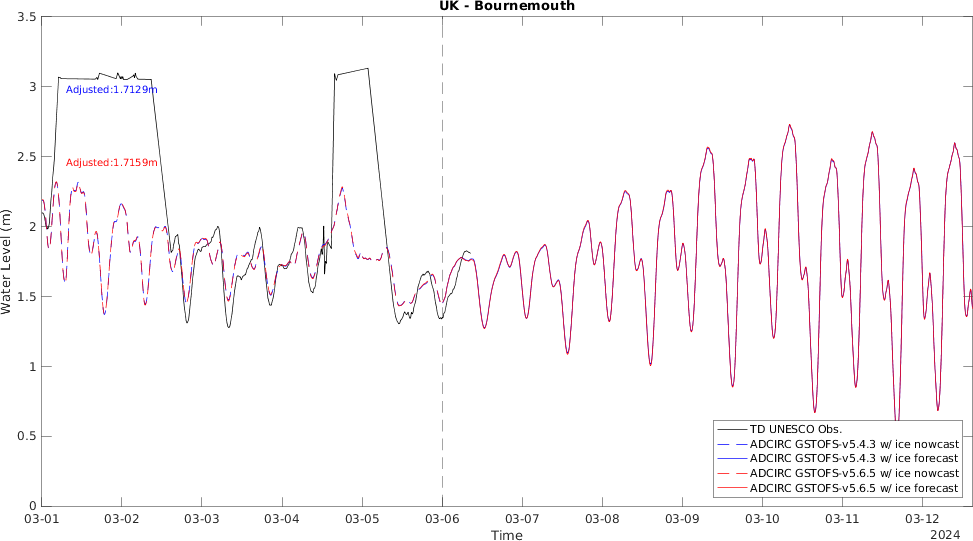 UK - Bournemouth
3.5
3
2.5
2
1.5
1
0.5
0
Water Level (m)
Adjusted:1.7129m
Adjusted:1.7159m
TD UNESCO Obs.
ADCIRC GSTOFS-v5.4.3 w/ ice nowcast
ADCIRC GSTOFS-v5.4.3 w/ ice forecast
ADCIRC GSTOFS-v5.6.5 w/ ice nowcast
ADCIRC GSTOFS-v5.6.5 w/ ice forecast
03-01 03-02 03-03 03-04 03-05 03-06 03-07 03-08 03-09 03-10 03-11 03-12
Time
2024